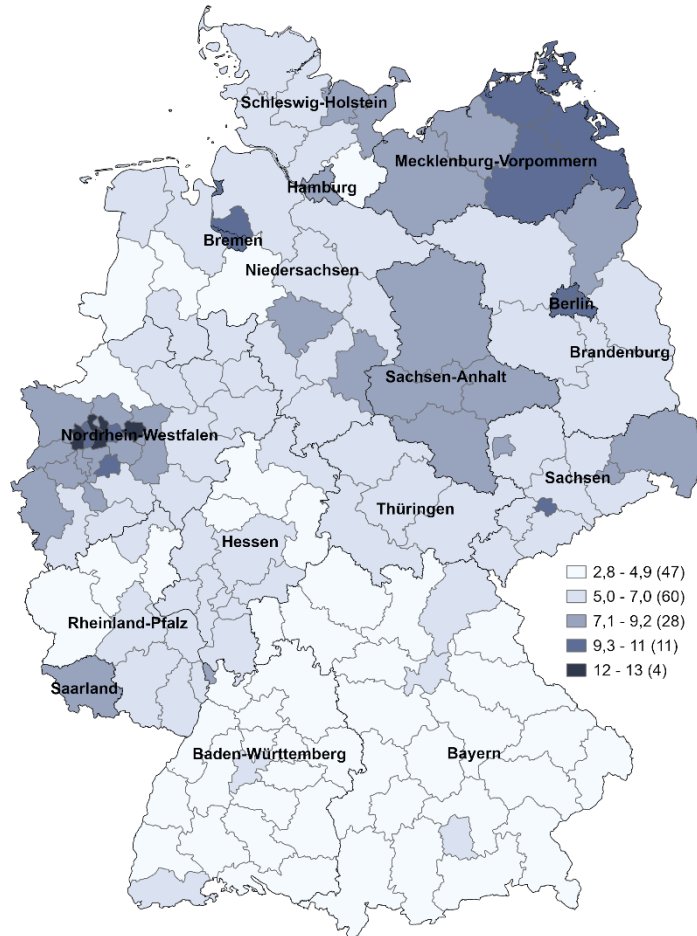 Schleswig-Holstein
Mecklenburg-Vorpommern
Hamburg
Bremen
Niedersachsen
Berlin
Brandenburg
Sachsen-Anhalt
Nordrhein-Westfalen
Sachsen
Thüringen
Hessen
2,8 - 4,9 (47)
5,0 - 7,0 (60)
7,1 - 9,2 (28)
9,3 - 11 (11)
12 - 13 (4)
Rheinland-Pfalz
Saarland
Baden-Württemberg
Bayern